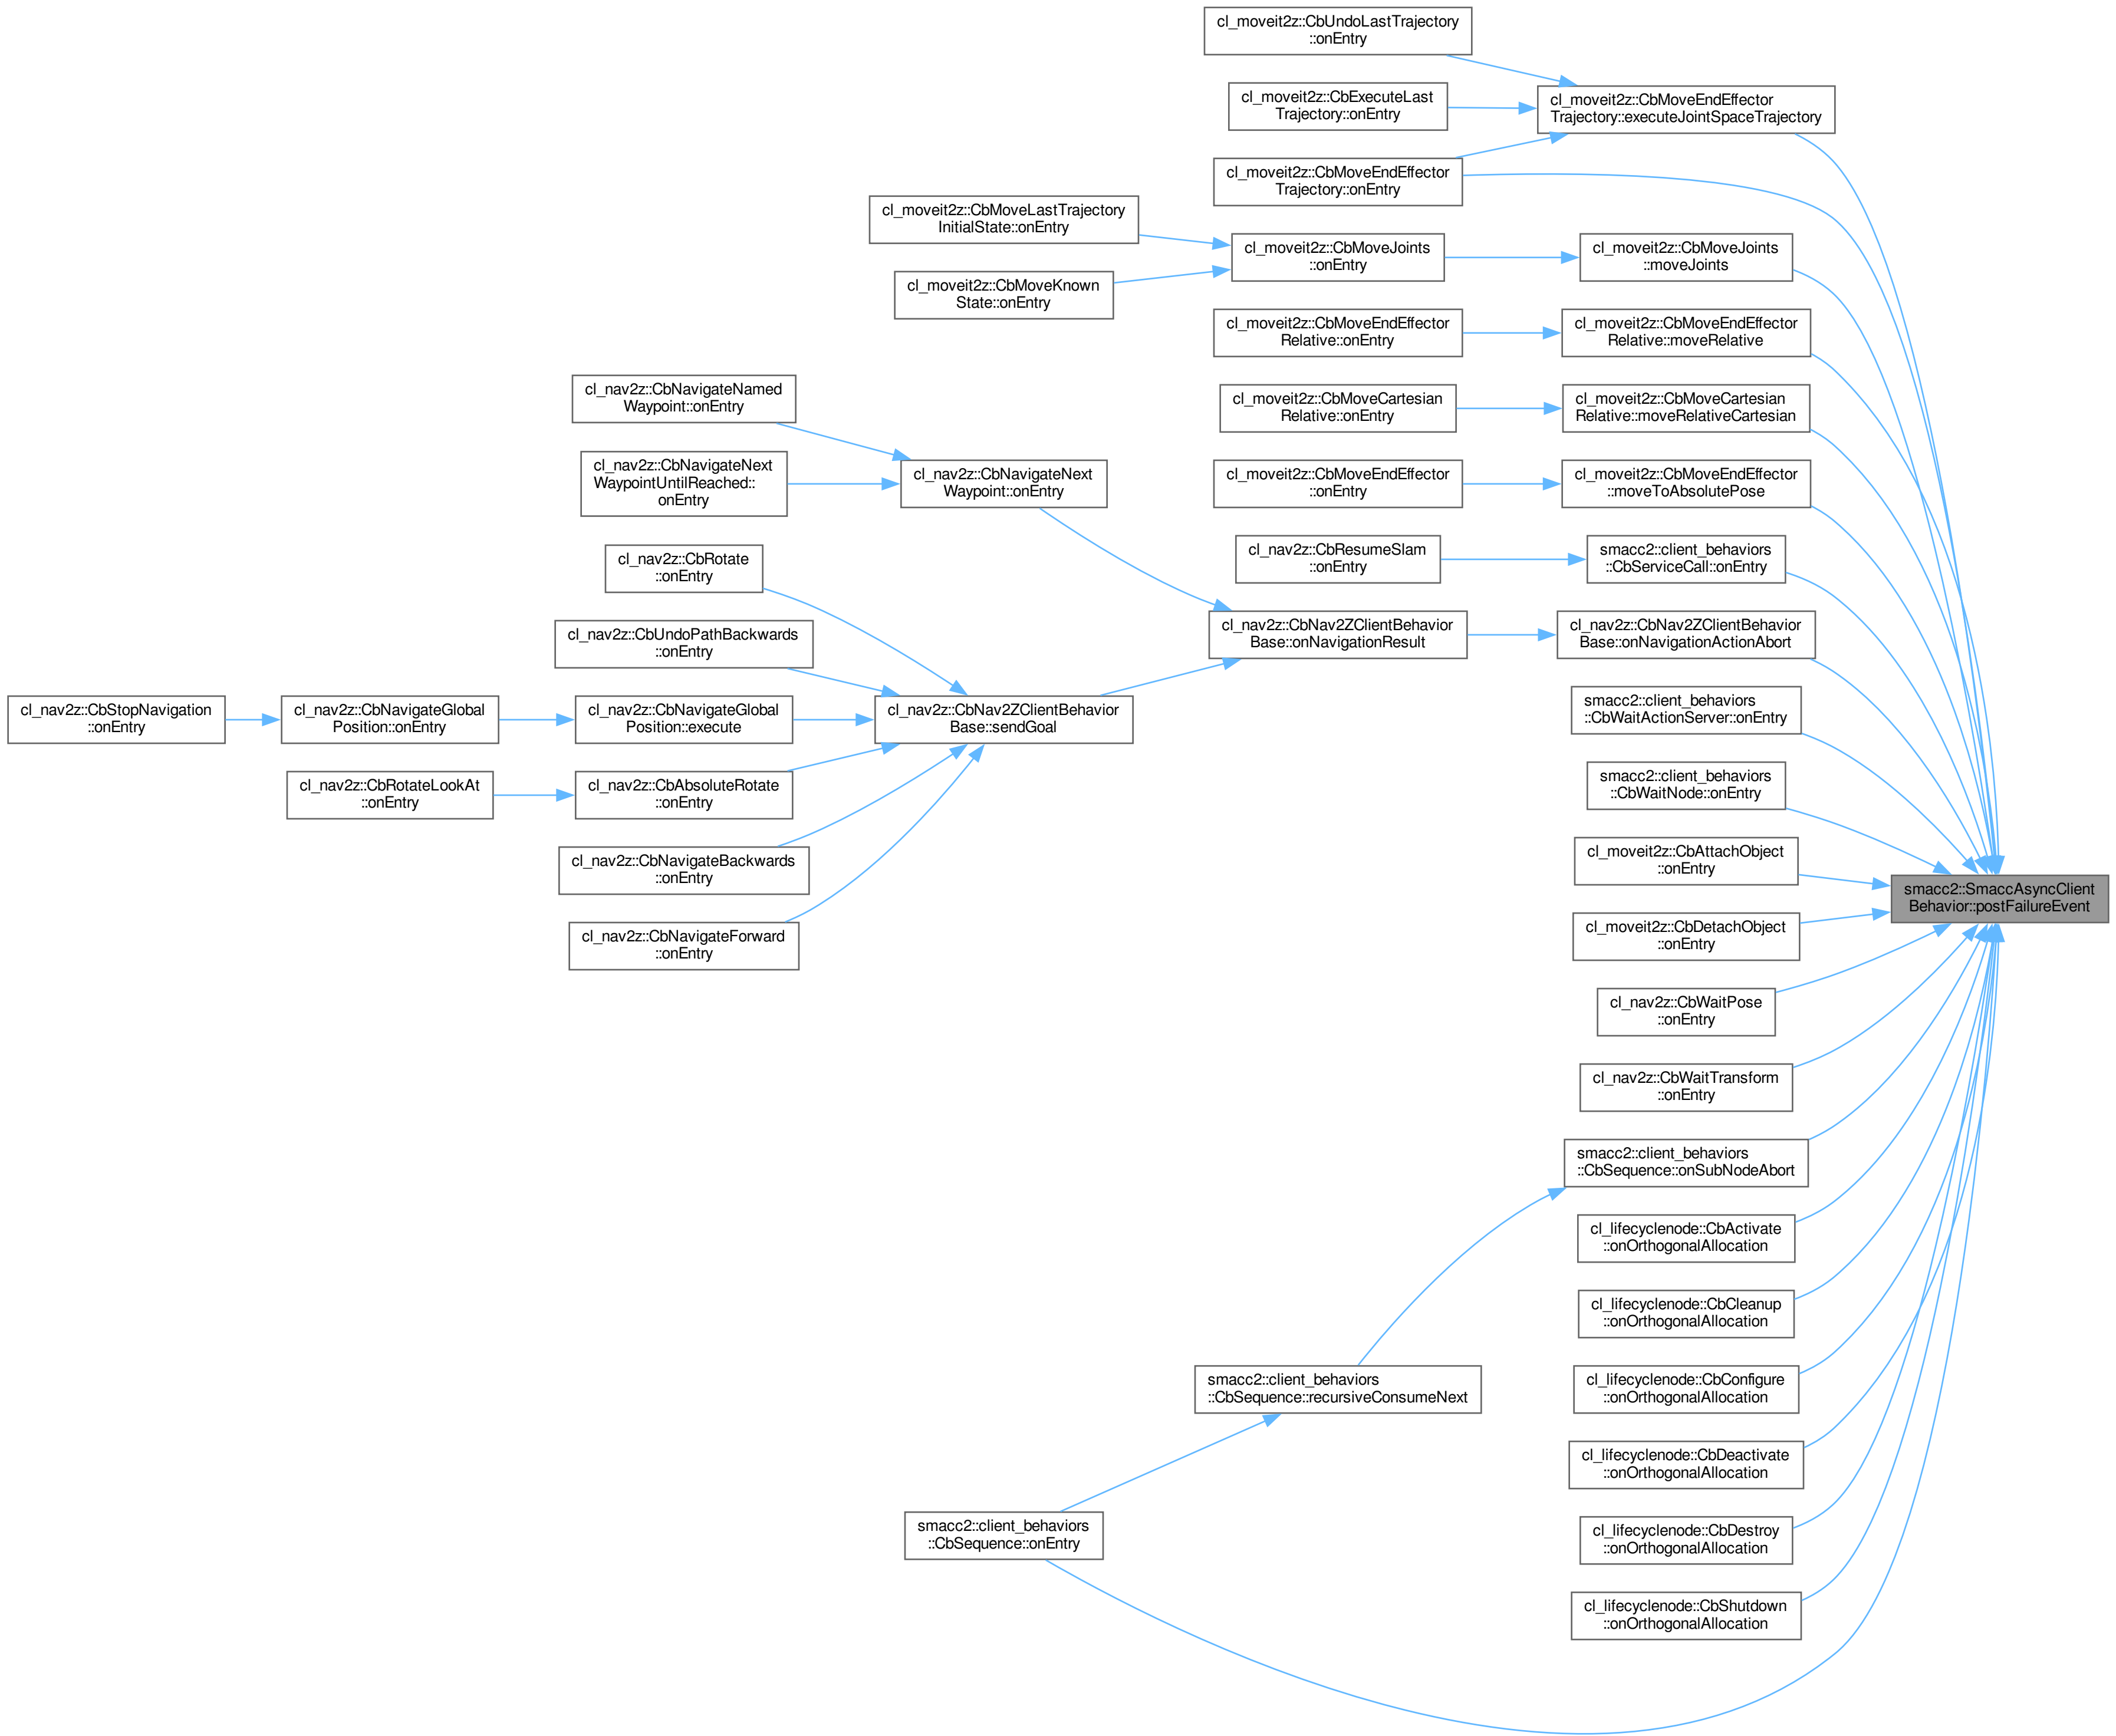 cl_moveit2z::CbUndoLastTrajectory
::onEntry
cl_moveit2z::CbExecuteLast
Trajectory::onEntry
cl_moveit2z::CbMoveEndEffector
Trajectory::executeJointSpaceTrajectory
cl_moveit2z::CbMoveEndEffector
Trajectory::onEntry
cl_moveit2z::CbMoveLastTrajectory
InitialState::onEntry
cl_moveit2z::CbMoveJoints
::onEntry
cl_moveit2z::CbMoveJoints
::moveJoints
cl_moveit2z::CbMoveKnown
State::onEntry
cl_moveit2z::CbMoveEndEffector
Relative::onEntry
cl_moveit2z::CbMoveEndEffector
Relative::moveRelative
cl_nav2z::CbNavigateNamed
Waypoint::onEntry
cl_moveit2z::CbMoveCartesian
Relative::onEntry
cl_moveit2z::CbMoveCartesian
Relative::moveRelativeCartesian
cl_nav2z::CbNavigateNext
WaypointUntilReached::
onEntry
cl_nav2z::CbNavigateNext
Waypoint::onEntry
cl_moveit2z::CbMoveEndEffector
::onEntry
cl_moveit2z::CbMoveEndEffector
::moveToAbsolutePose
cl_nav2z::CbRotate
::onEntry
cl_nav2z::CbResumeSlam
::onEntry
smacc2::client_behaviors
::CbServiceCall::onEntry
cl_nav2z::CbUndoPathBackwards
::onEntry
cl_nav2z::CbNav2ZClientBehavior
Base::onNavigationResult
cl_nav2z::CbNav2ZClientBehavior
Base::onNavigationActionAbort
cl_nav2z::CbStopNavigation
::onEntry
cl_nav2z::CbNavigateGlobal
Position::onEntry
cl_nav2z::CbNavigateGlobal
Position::execute
cl_nav2z::CbNav2ZClientBehavior
Base::sendGoal
smacc2::client_behaviors
::CbWaitActionServer::onEntry
cl_nav2z::CbRotateLookAt
::onEntry
cl_nav2z::CbAbsoluteRotate
::onEntry
smacc2::client_behaviors
::CbWaitNode::onEntry
cl_nav2z::CbNavigateBackwards
::onEntry
cl_moveit2z::CbAttachObject
::onEntry
smacc2::SmaccAsyncClient
Behavior::postFailureEvent
cl_nav2z::CbNavigateForward
::onEntry
cl_moveit2z::CbDetachObject
::onEntry
cl_nav2z::CbWaitPose
::onEntry
cl_nav2z::CbWaitTransform
::onEntry
smacc2::client_behaviors
::CbSequence::onSubNodeAbort
cl_lifecyclenode::CbActivate
::onOrthogonalAllocation
cl_lifecyclenode::CbCleanup
::onOrthogonalAllocation
smacc2::client_behaviors
::CbSequence::recursiveConsumeNext
cl_lifecyclenode::CbConfigure
::onOrthogonalAllocation
cl_lifecyclenode::CbDeactivate
::onOrthogonalAllocation
smacc2::client_behaviors
::CbSequence::onEntry
cl_lifecyclenode::CbDestroy
::onOrthogonalAllocation
cl_lifecyclenode::CbShutdown
::onOrthogonalAllocation